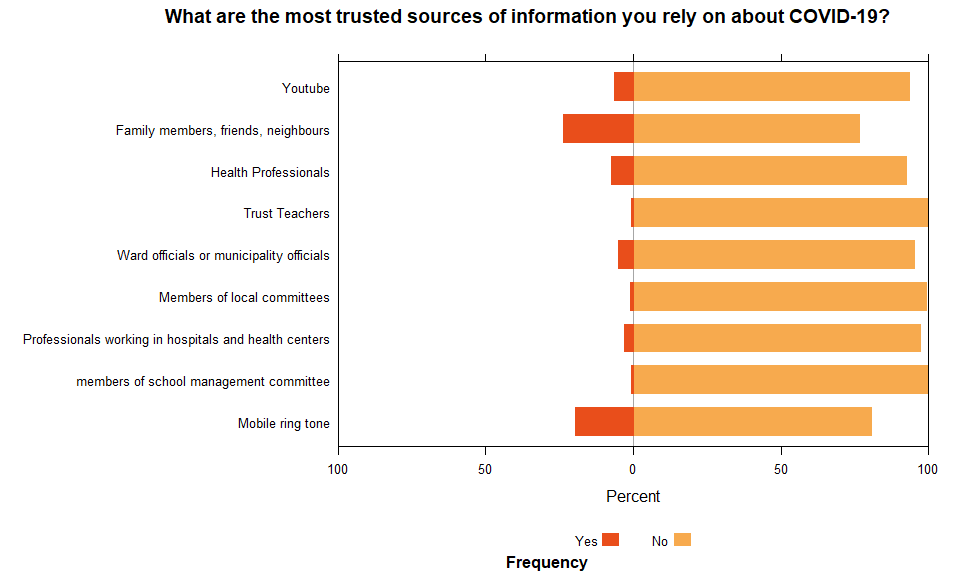 What are the most trusted sources of information you rely on about COVID-19?
Youtube
Family members, friends, neighbours
Health Professionals
Trust Teachers
Ward officials or municipality officials
Members of local committees
Professionals working in hospitals and health centers
members of school management committee
Mobile ring tone
100 50 0 50 100
Percent
Yes No
Frequency